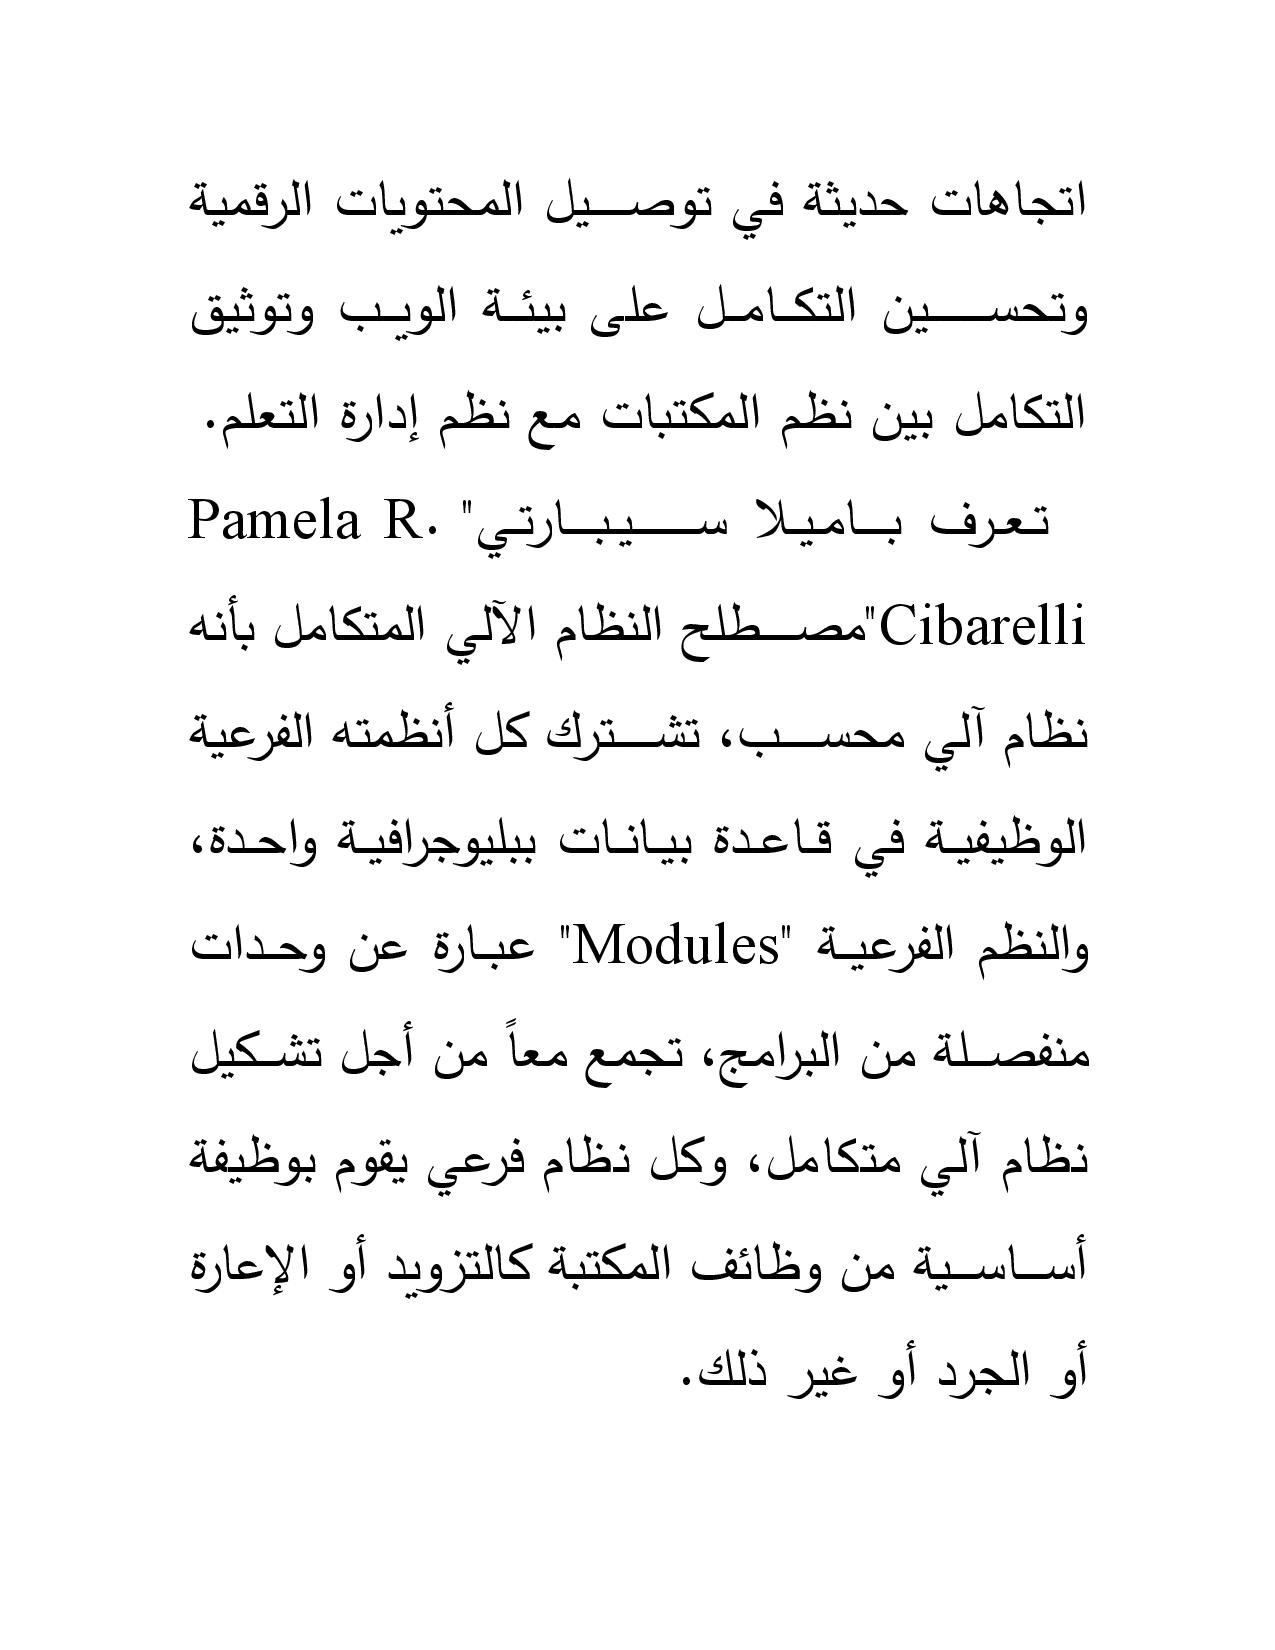 اتجاهات حديثة في توصيل المحتويات الرقمية
وتحسين التكامل على بيئة الويب وتوثيق
التكامل بين نظم المكتبات مع نظم إدارة التعلم.
تعرف باميلا سيبارتي" Pamela R.
Cibarelli"مصطلح النظام الآلي المتكامل بأنه
نظام آلي محسب، تشترك كل أنظمته الفرعية
الوظيفية في قاعدة بيانات ببليوجرافية واحدة،
والنظم الفرعية "Modules" عبارة عن وحدات
منفصلة من البرامج، تجمع معاً من أجل تشكيل
نظام آلي متكامل، وكل نظام فرعي يقوم بوظيفة
أساسية من وظائف المكتبة كالتزويد أو الإعارة
أو الجرد أو غير ذلك.